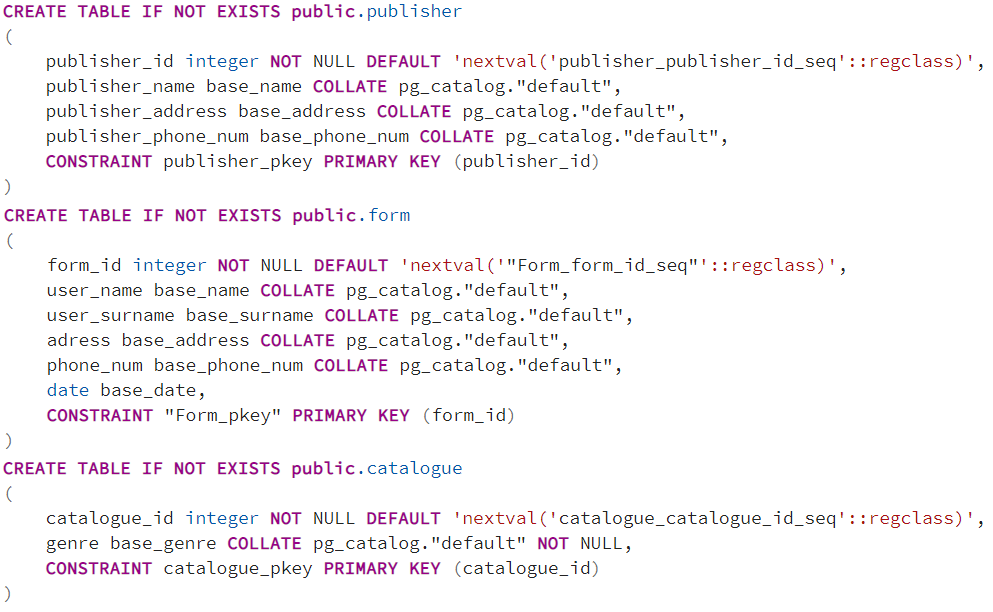 CREATE TABLE IF NOT EXISTS public.publisher
(
    publisher_id integer NOT NULL DEFAULT 'nextval('publisher_publisher_id_seq'::regclass)',
    publisher_name base_name COLLATE pg_catalog."default",
    publisher_address base_address COLLATE pg_catalog."default",
    publisher_phone_num base_phone_num COLLATE pg_catalog."default",
    CONSTRAINT publisher_pkey PRIMARY KEY (publisher_id)
)
CREATE TABLE IF NOT EXISTS public.form
(
    form_id integer NOT NULL DEFAULT 'nextval('"Form_form_id_seq"'::regclass)',
    user_name base_name COLLATE pg_catalog."default",
    user_surname base_surname COLLATE pg_catalog."default",
    adress base_address COLLATE pg_catalog."default",
    phone_num base_phone_num COLLATE pg_catalog."default",
    date base_date,
    CONSTRAINT "Form_pkey" PRIMARY KEY (form_id)
)
CREATE TABLE IF NOT EXISTS public.catalogue
(
    catalogue_id integer NOT NULL DEFAULT 'nextval('catalogue_catalogue_id_seq'::regclass)',
    genre base_genre COLLATE pg_catalog."default" NOT NULL,
    CONSTRAINT catalogue_pkey PRIMARY KEY (catalogue_id)
)